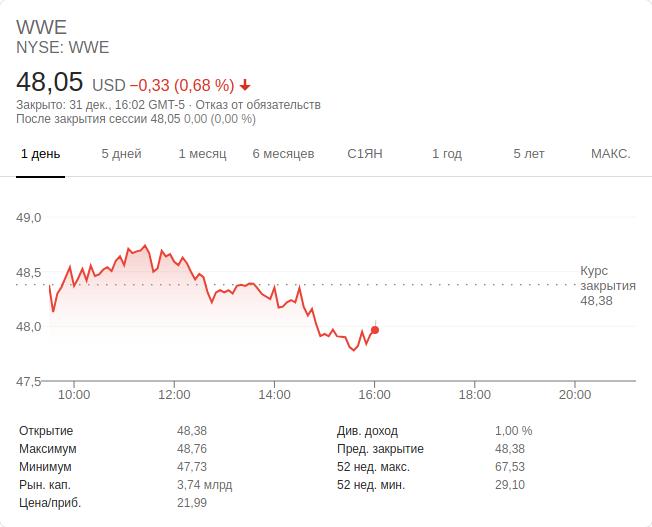 WWE
NYSE: WWE
48,05 USD −0,33 (0,68 %)
Закрыто: 31 дек., 16:02 GMT-5 · Отказ от обязательств
После закрытия сессии 48,05 0,00 (0,00 %)
1 день 5 дней 1 месяц 6 месяцев С1ЯН 1 год 5 лет МАКС.
49,0
48,5
48,0
47,5
Курс
закрытия
48,38
10:00 12:00 14:00 16:00 18:00 20:00
Открытие 48,38 Див. доход 1,00 %
Максимум 48,76 Пред. закрытие 48,38
Минимум 47,73 52 нед. макс. 67,53
Рын. кап. 3,74 млрд 52 нед. мин. 29,10
Цена/приб. 21,99